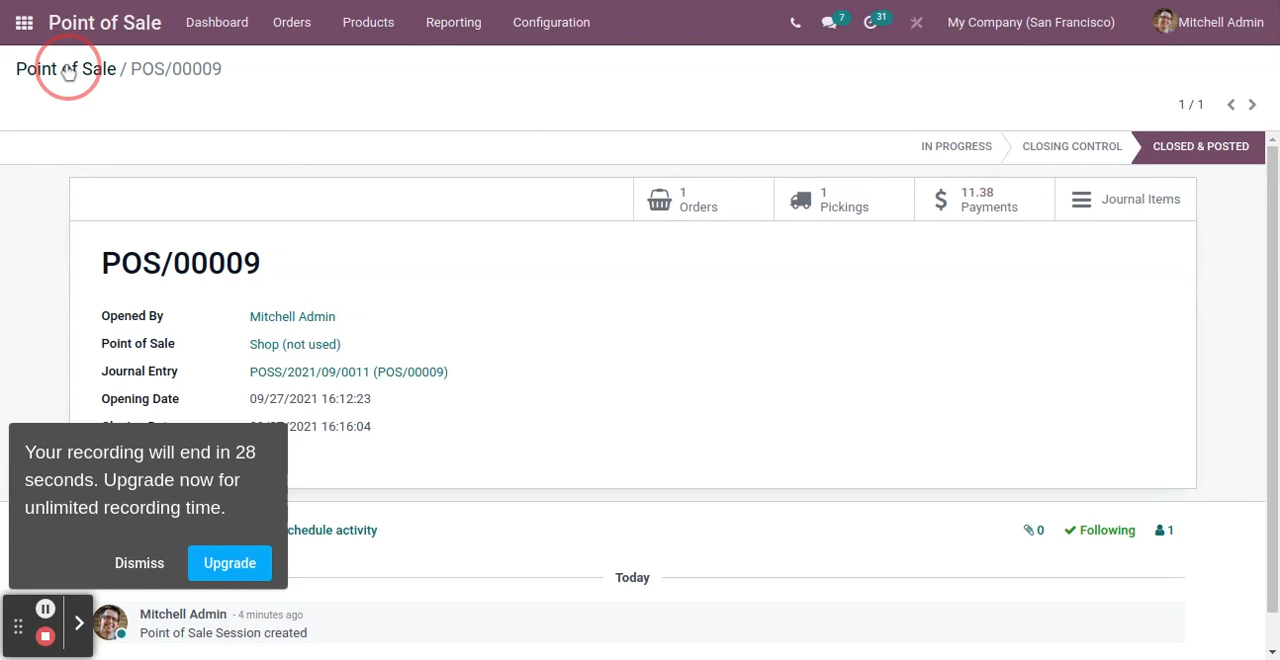 Point of Sale Dashboard Orders Products Reporting Configuration 7 31 My Company (San Francisco) Mitchell Admin
Point of Sale / POS/00009
1 / 1
IN PROGRESS CLOSING CONTROL CLOSED & POSTED
1
Orders
1
Pickings
11.38
Payments
Journal Items
POS/00009
Opened By Mitchell Admin
Point of Sale Shop (not used)
Journal Entry POSS/2021/09/0011 (POS/00009)
Opening Date 09/27/2021 16:12:23
2021 16:16:04
Your recording will end in 28
seconds. Upgrade now for
unlimited recording time.
Dismiss Upgrade
chedule activity 0 Following 1
Today
Mitchell Admin - 4 minutes ago
Point of Sale Session created